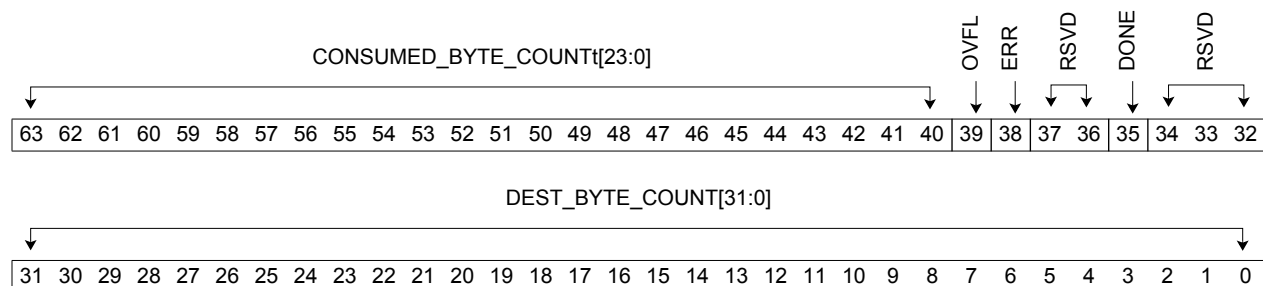 OVFL ERR RSVD DONE RSVD
CONSUMED_BYTE_COUNTt[23:0]
63 62 61 60 59 58 57 56 55 54 53 52 51 50 49 48 47 46 45 44 43 42 41 40 39 38 37 36 35 34 33 32
DEST_BYTE_COUNT[31:0]
31 30 29 28 27 26 25 24 23 22 21 20 19 18 17 16 15 14 13 12 11 10 9 8 7 6 5 4 3 2 1 0